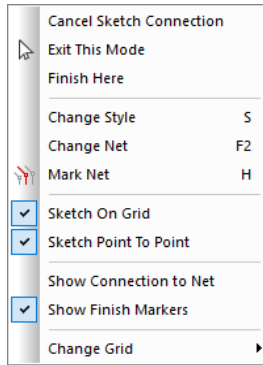 Cancel Sketch Connection
Exit This Mode
Finish Here
Change Style S
Change Net F2
Mark Net H
Sketch On Grid
Sketch Point To Point
Show Connection to Net
Show Finish Markers
Change Grid